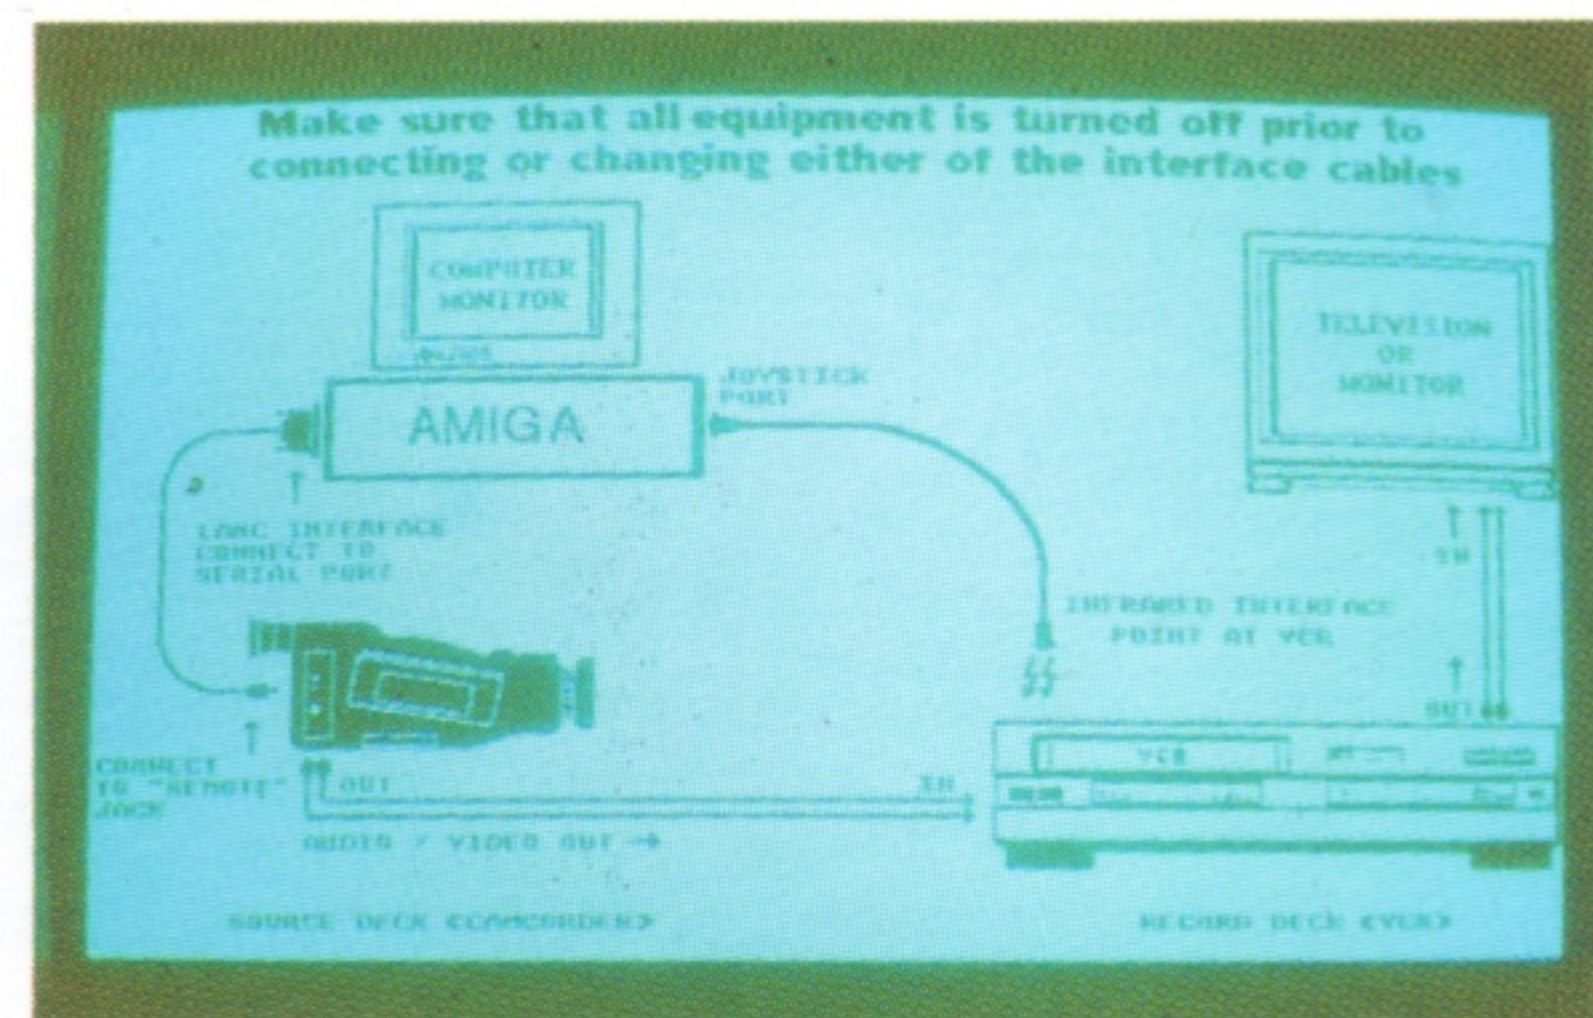 Make sure that all equipment is turned off prior to
connecting or changing either of the interface cables
COMPUTER
MONITOR
AMIGA
JOYSTICK
PORT
TELEVISION
OR
MONITOR
LANC INTERFACE
CONNECT TO
SERIAL PORT
IN
INFRARED INTERFACE
POINT AT VCR
OUT
VCR
CONNECT
TO "REMOTE"
JACK
OUT
IN
AUDIO / VIDEO OUT →
SOURCE DECK <CAMCORDER>
RECORD DECK <VCR>